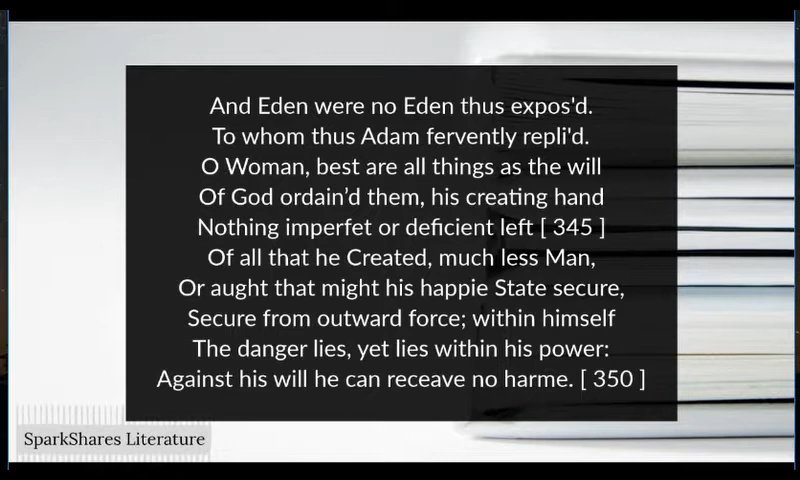 And Eden were no Eden thus expos'd.
To whom thus Adam fervently repli'd.
O Woman, best are all things as the will
Of God ordain’d them, his creating hand
Nothing imperfet or deficient left [ 345 ]
Of all that he Created, much less Man,
Or aught that might his happie State secure,
Secure from outward force; within himself
The danger lies, yet lies within his power:
Against his will he can receave no harme. [ 350 ]
SparkShares Literature